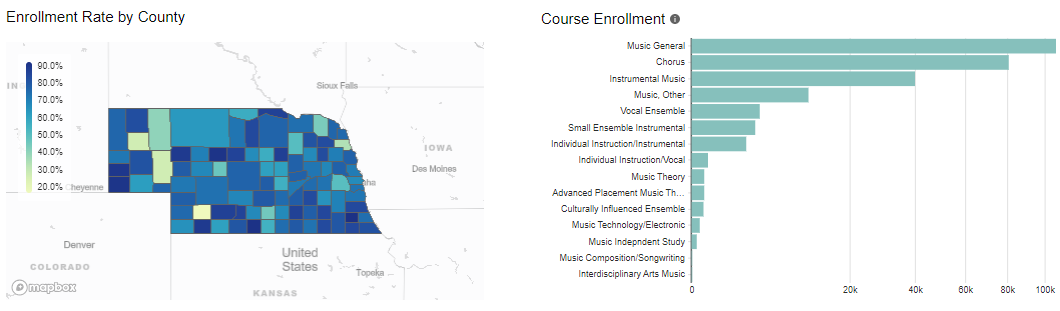 Enrollment Rate by County
90.0%
80.0%
70.0%
60.0%
50.0%
40.0%
30.0%
20.0%
Sioux Falls
IOWA
Des Moines
Cheyenne
Denver
COLORADO
United
States
Topeka
KANSAS
mapbox
Course Enrollment
Music General
Chorus
Instrumental Music
Music, Other
Vocal Ensemble
Small Ensemble Instrumental
Individual Instruction/Instrumental
Individual Instruction/Vocal
Music Theory
Advanced Placement Music Th...
Culturally Influenced Ensemble
Music Technology/Electronic
Music Indepndent Study
Music Composition/Songwriting
Interdisciplinary Arts Music
0 20k 40k 60k 80k 100k